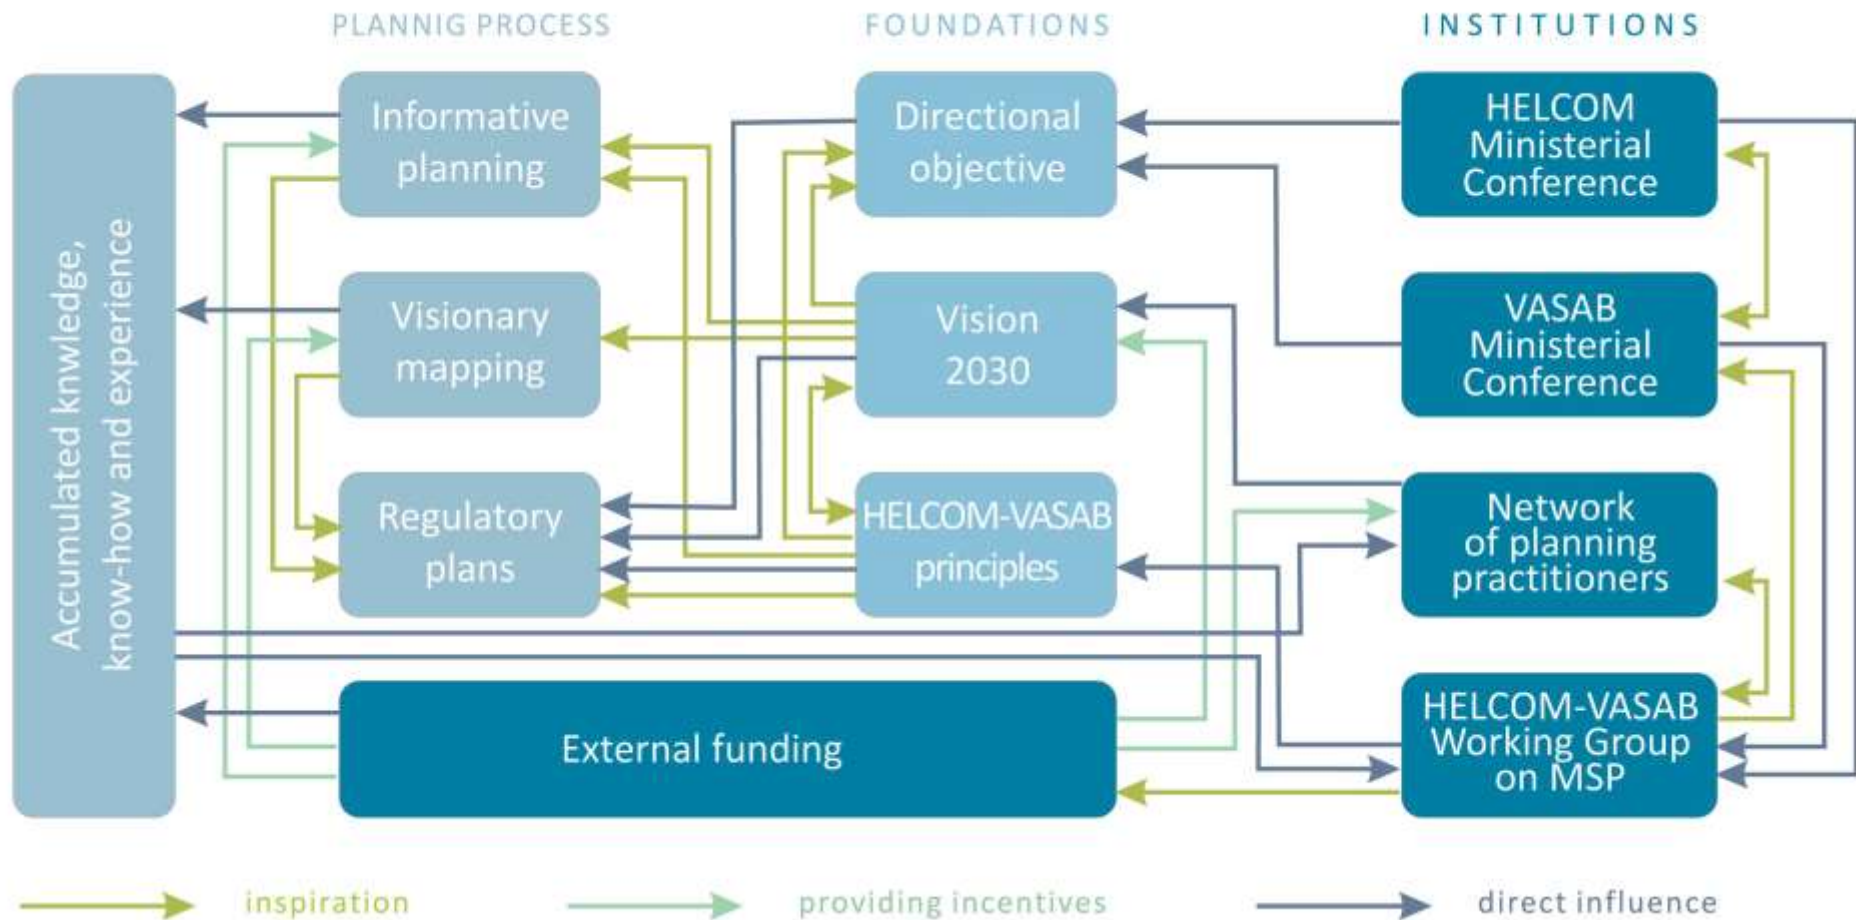 PLANNIG PROCESS
FOUNDATIONS
INSTITUTIONS
Accumulated knwledge,
know-how and experience
Informative
planning
Directional
objective
HELCOM
Ministerial
Conference
Visionary
mapping
Vision
2030
VASAB
Ministerial
Conference
Regulatory
plans
HELCOM-VASAB
principles
Network
of planning
practitioners
External funding
HELCOM-VASAB
Working Group
on MSP
inspiration
providing incentives
direct influence